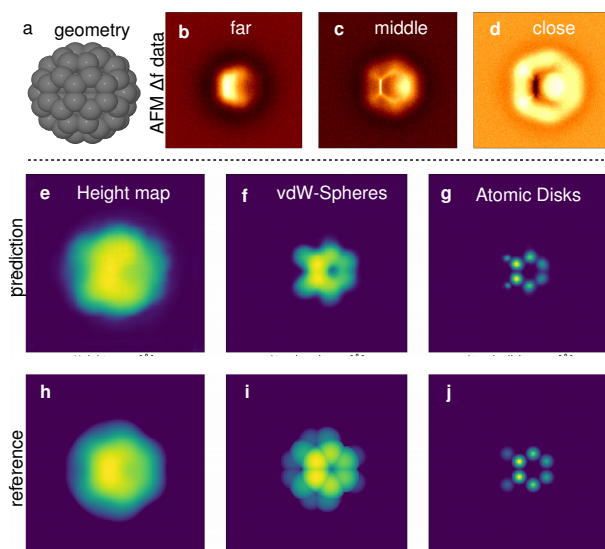 a geometry
AFM Δf data
b far
c middle
d close
prediction
e Height map
f vdW-Spheres
g Atomic Disks
reference
h
i
j